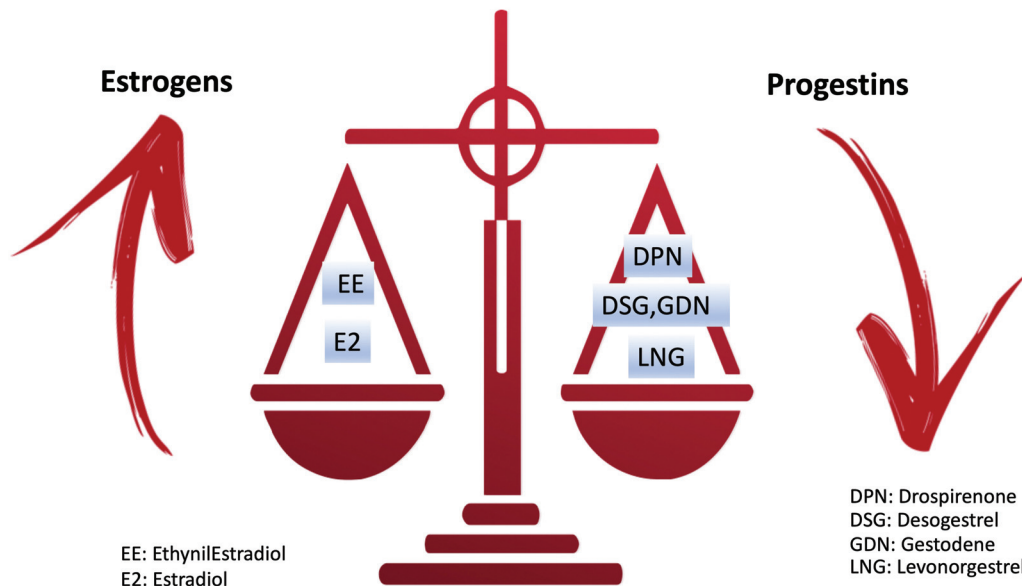 Estrogens
Progestins
EE
E2
DPN
DSG,GDN
LNG
EE: EthynilEstradiol
E2: Estradiol
DPN: Drospirenone
DSG: Desogestrel
GDN: Gestodene
LNG: Levonorgestrel